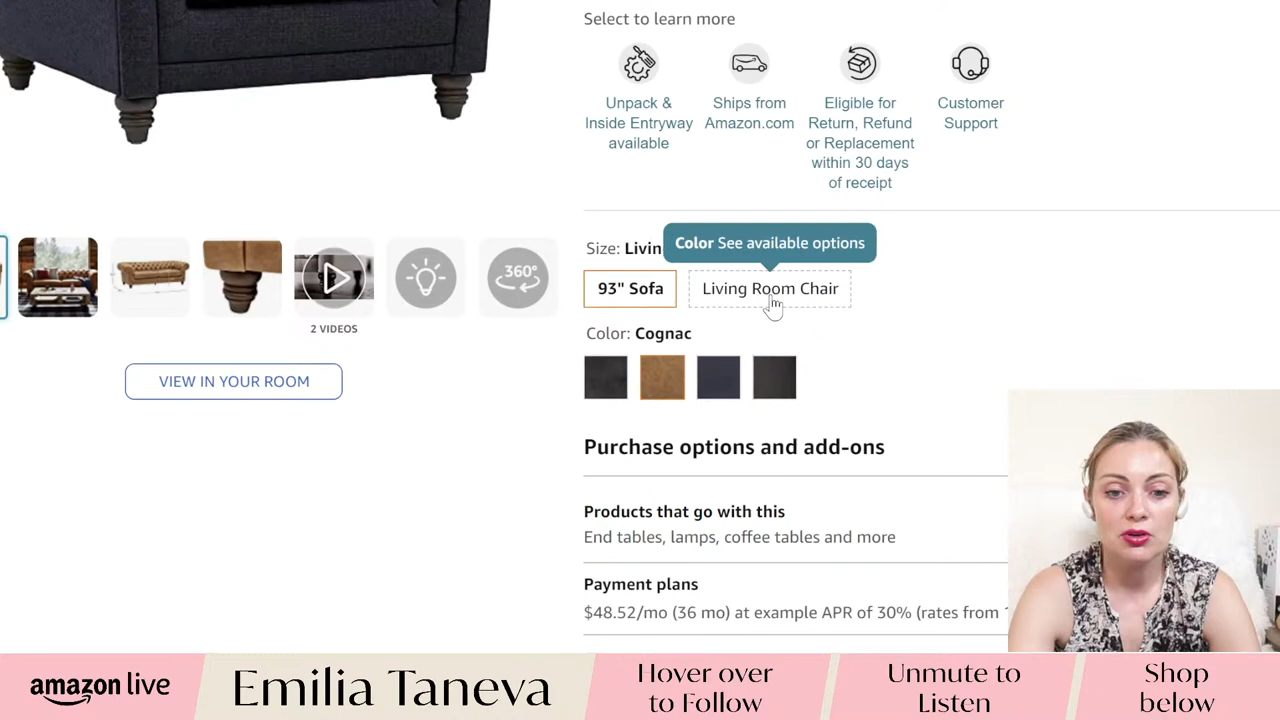 Select to learn more
Unpack &
Inside Entryway
available
Ships from
Amazon.com
Eligible for
Return, Refund
or Replacement
within 30 days
of receipt
Customer
Support
Color See available options
Size: Livin
93" Sofa
Living Room Chair
Color: Cognac
360°
2 VIDEOS
VIEW IN YOUR ROOM
Purchase options and add-ons
Products that go with this
End tables, lamps, coffee tables and more
Payment plans
$48.52/mo (36 mo) at example APR of 30% (rates from 1
amazon live
Emilia Taneva
Hover over
to Follow
Unmute to
Listen
Shop
below